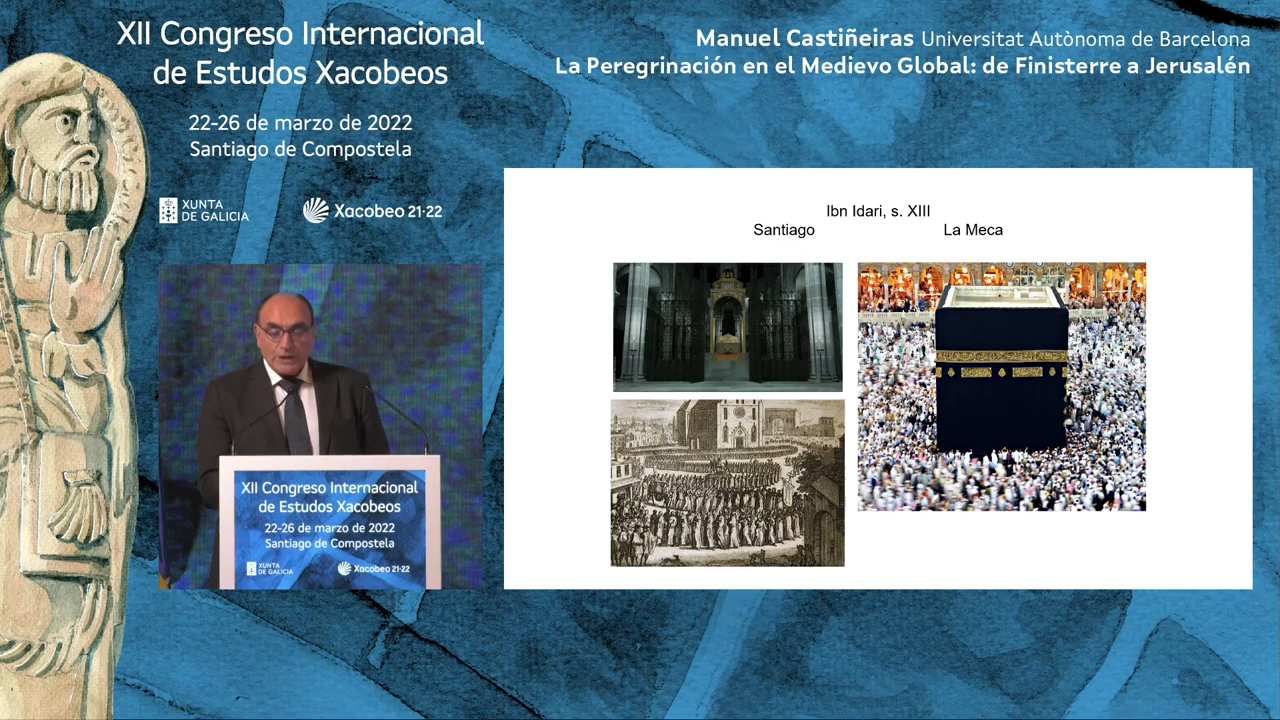 XII Congreso Internacional
de Estudos Xacobeos
22-26 de marzo de 2022
Santiago de Compostela
XUNTA
DE GALICIA
Xacobeo 21·22
Manuel Castiñeiras Universitat Autònoma de Barcelona
La Peregrinación en el Medievo Global: de Finisterre a Jerusalén
Ibn Idari, s. XIII
Santiago La Meca
XII Congreso Internacional
de Estudos Xacobeos
22-26 de marzo de 2022
Santiago de Compostela
XUNTA
DE GALICIA
Xacobeo 21·22